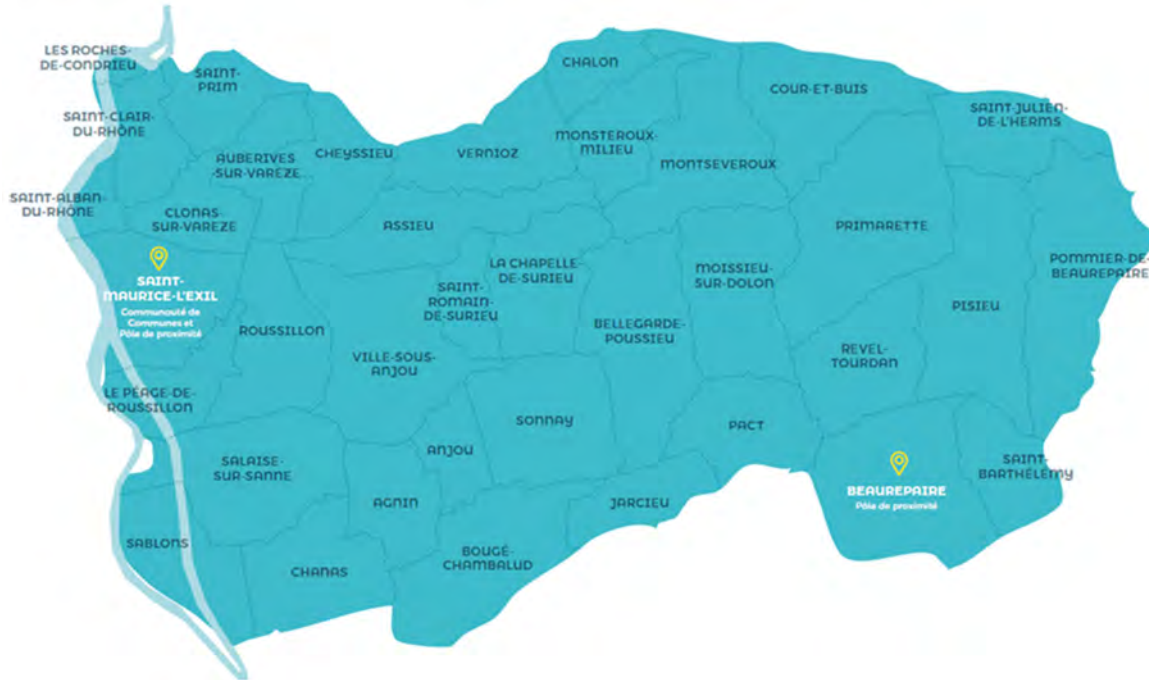 LES ROCHES-
DE-CONDRIEU
SAINT-
PRIM
CHALON
COUR-ET-BUIS
SAINT-JULIEN-
DE-L'HERMS
SAINT-CLAIR-
DU-RHÔNE
AUBERIVES
-SUR-VARÈZE
CHEYSSIEU
VERNIOZ
MONSTEROUX-
MILIEU
MONTSEVEROUX
SAINT-ALBAN-
DU-RHÔNE
CLONAS-
SUR-VAREZE
ASSIEU
PRIMARETTE
LA CHAPELLE-
DE-SURIEU
MOISSIEU-
SUR-DOLON
POMMIER-DE-
BEAUREPAIRE
SAINT-
MAURICE-L'EXIL
Communauté de
Communes et
Pôle de proximité
SAINT-
ROMAIN-
DE-SURIEU
PISIEU
ROUSSILLON
BELLEGARDE-
POUSSIEU
VILLE-SOUS-
ANJOU
REVEL-
TOURDAN
LE PÉAGE-DE-
ROUSSILLON
SONNAY
PACT
ANJOU
SALAISE-
SUR-SANNE
SAINT-
BARTHÉLÉMY
BEAUREPAIRE
Pôle de proximité
AGNIN
JARCIEU
SABLONS
BOUGÉ-
CHAMBALUD
CHANAS